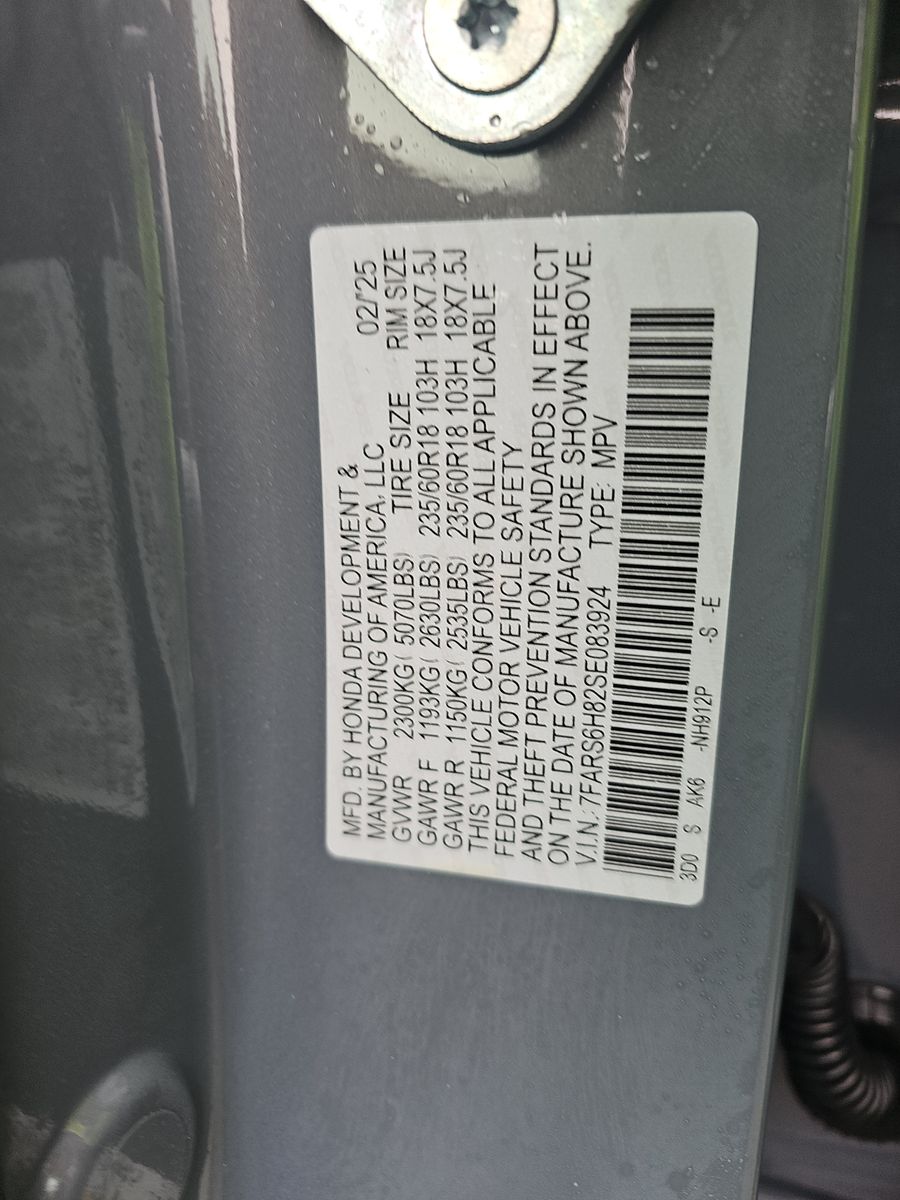 MFD. BY HONDA DEVELOPMENT &
MANUFACTURING OF AMERICA, LLC 02/'25
GVWR 2300KG( 5070LBS) TIRE SIZE RIM SIZE
GAWR F 1193KG( 2630LBS) 235/60R18 103H 18X7.5J
GAWR R 1150KG( 2535LBS) 235/60R18 103H 18X7.5J
THIS VEHICLE CONFORMS TO ALL APPLICABLE
FEDERAL MOTOR VEHICLE SAFETY
AND THEFT PREVENTION STANDARDS IN EFFECT
ON THE DATE OF MANUFACTURE SHOWN ABOVE.
V.I.N.: 7FARS6H82SE083924 TYPE: MPV
3D0 S AK6 -NH912P -S -E